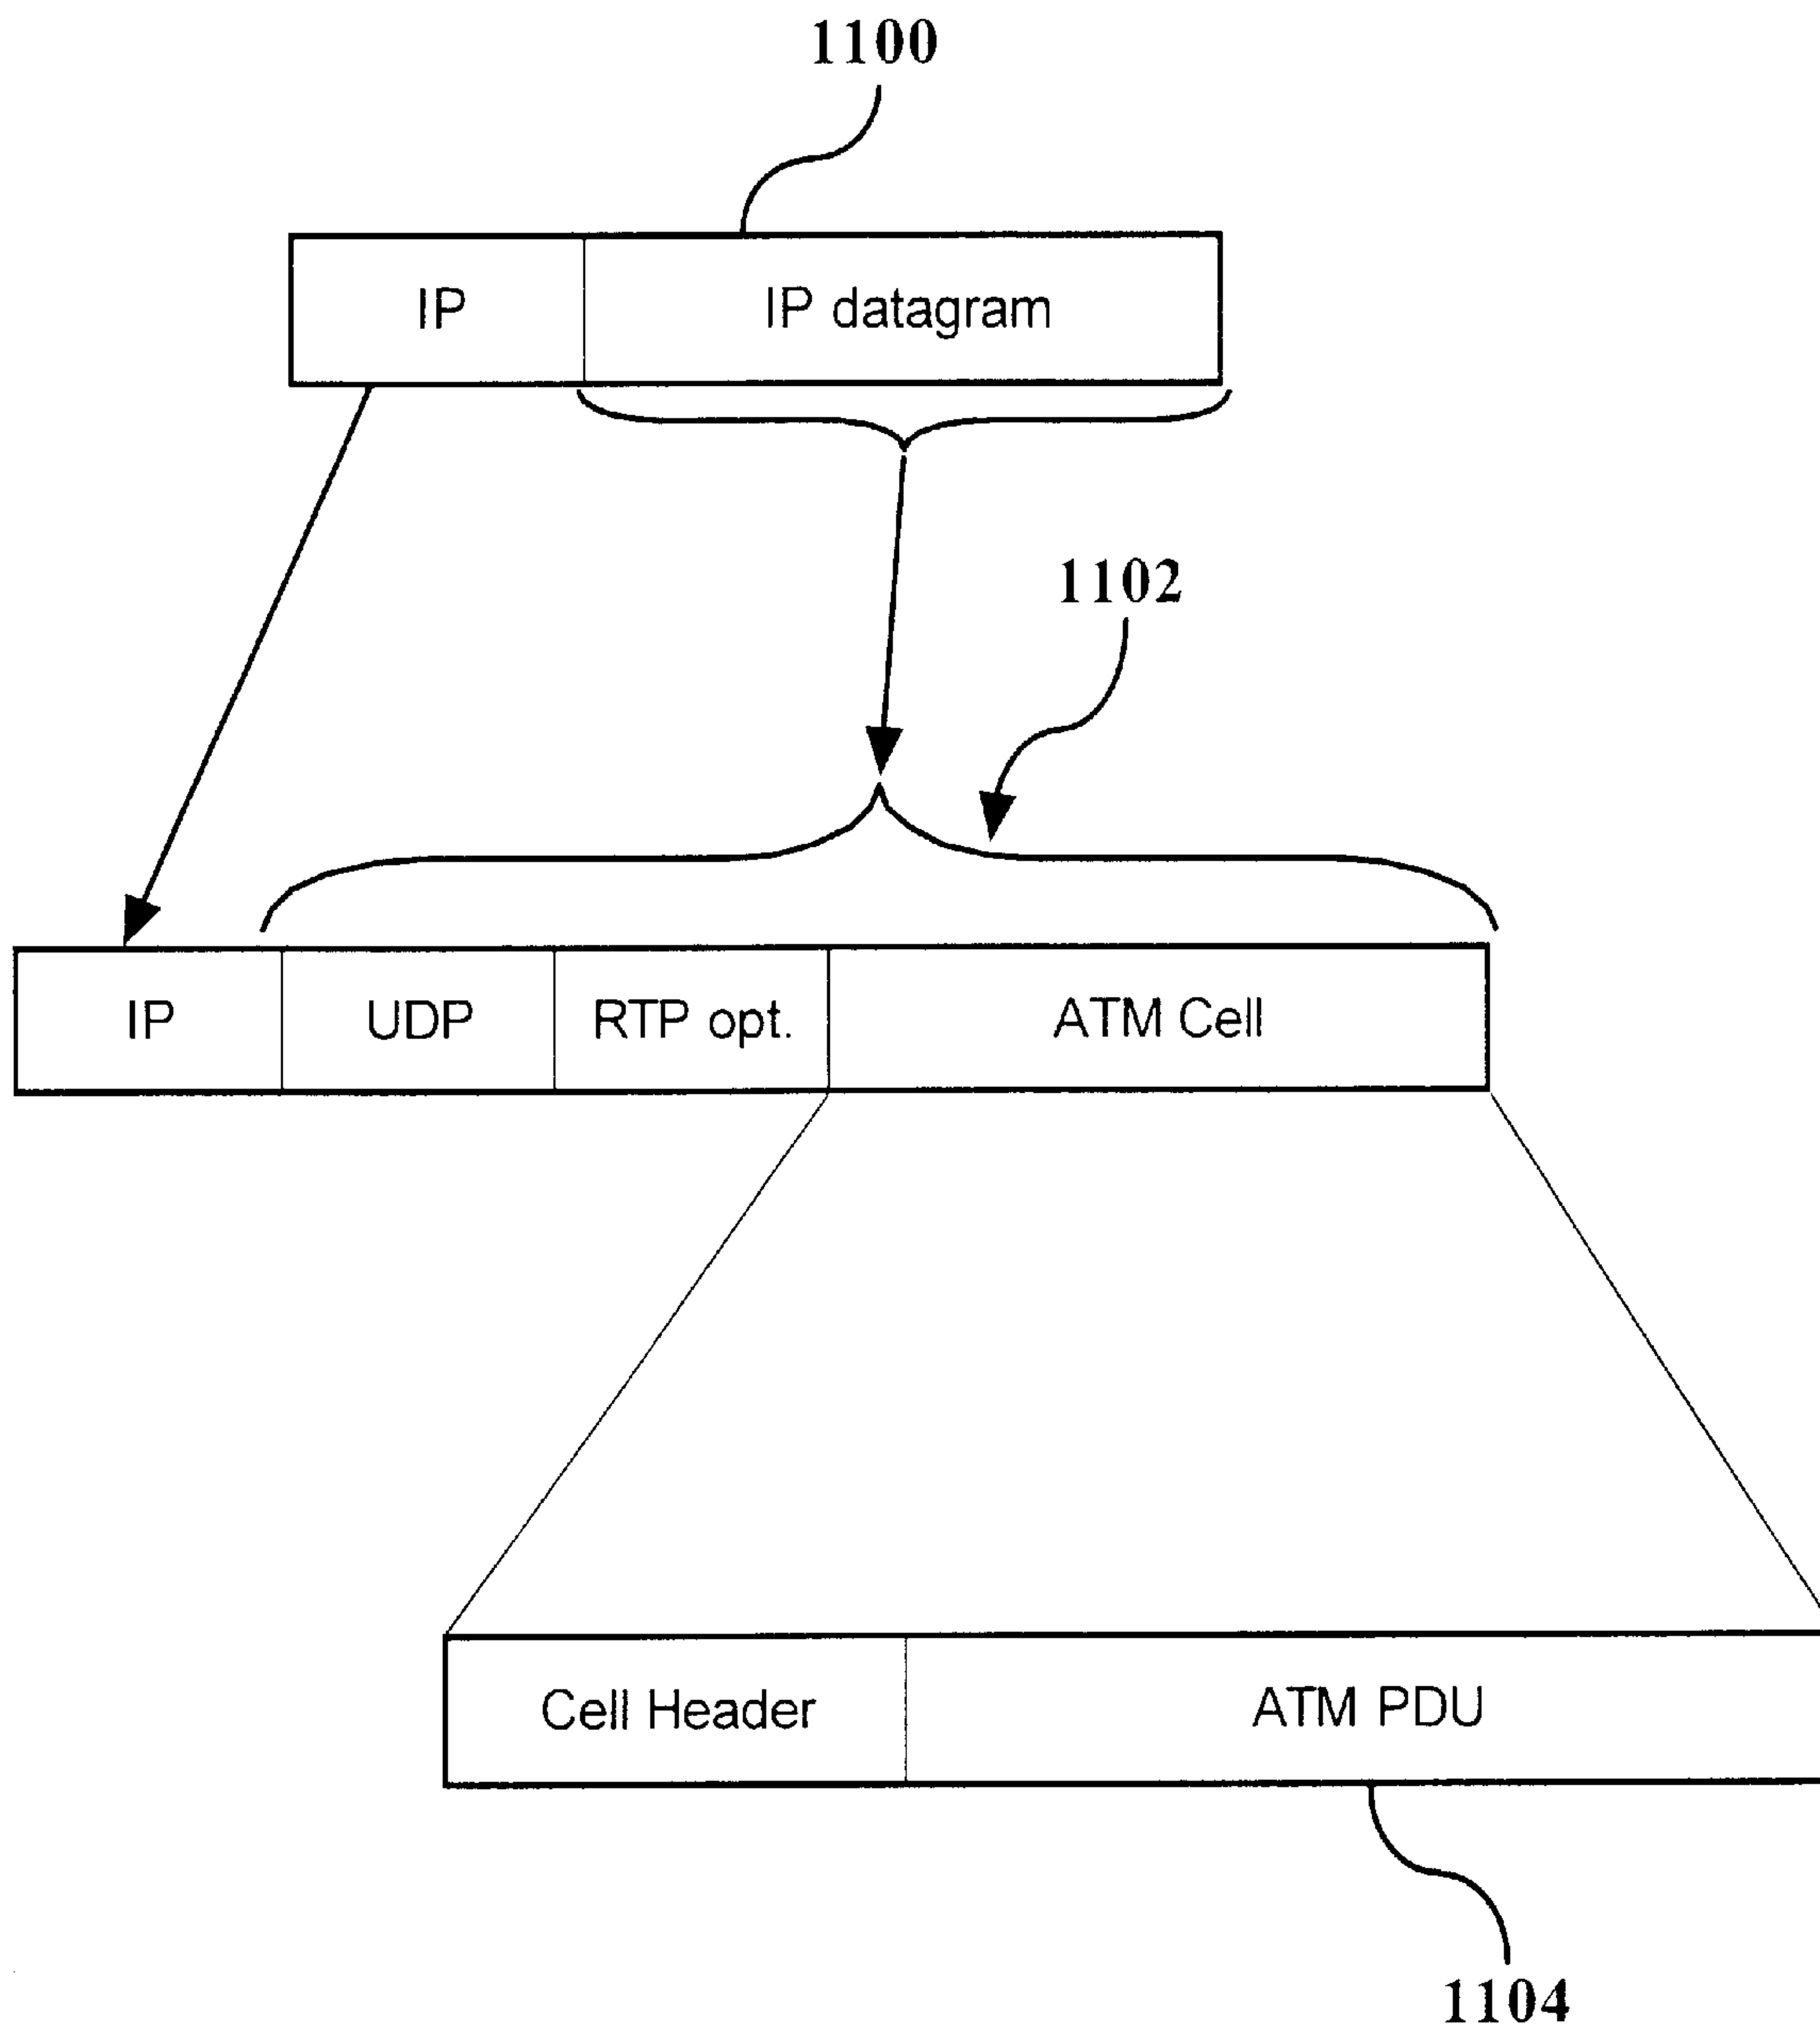 1100
IP IP datagram
1102
IP UDP RTP opt. ATM Cell
Cell Header ATM PDU
1104